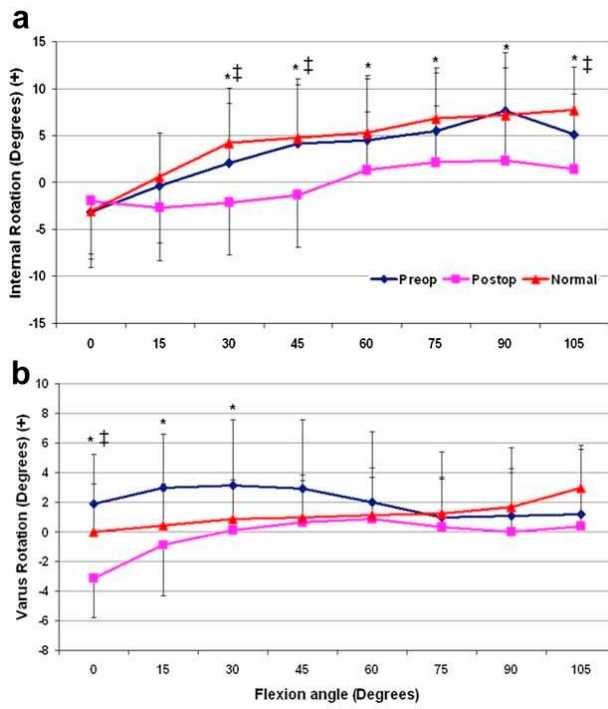 a
Internal Rotation (Degrees) (+)
15
10
5
0
-5
-10
-15
*‡ *‡ * * * *‡
Preop Postop Normal
0 15 30 45 60 75 90 105
b
Varus Rotation (Degrees) (+)
10
8
6
4
2
0
-2
-4
-6
-8
*‡ * *
0 15 30 45 60 75 90 105
Flexion angle (Degrees)